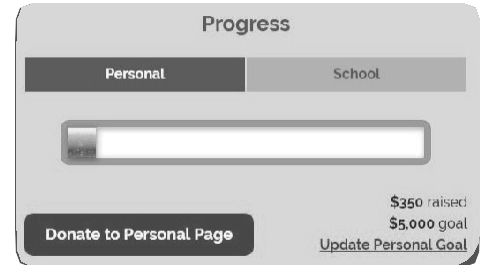 Progress
Personal
School
$350 raised
$5,000 goal
Donate to Personal Page
Update Personal Goal